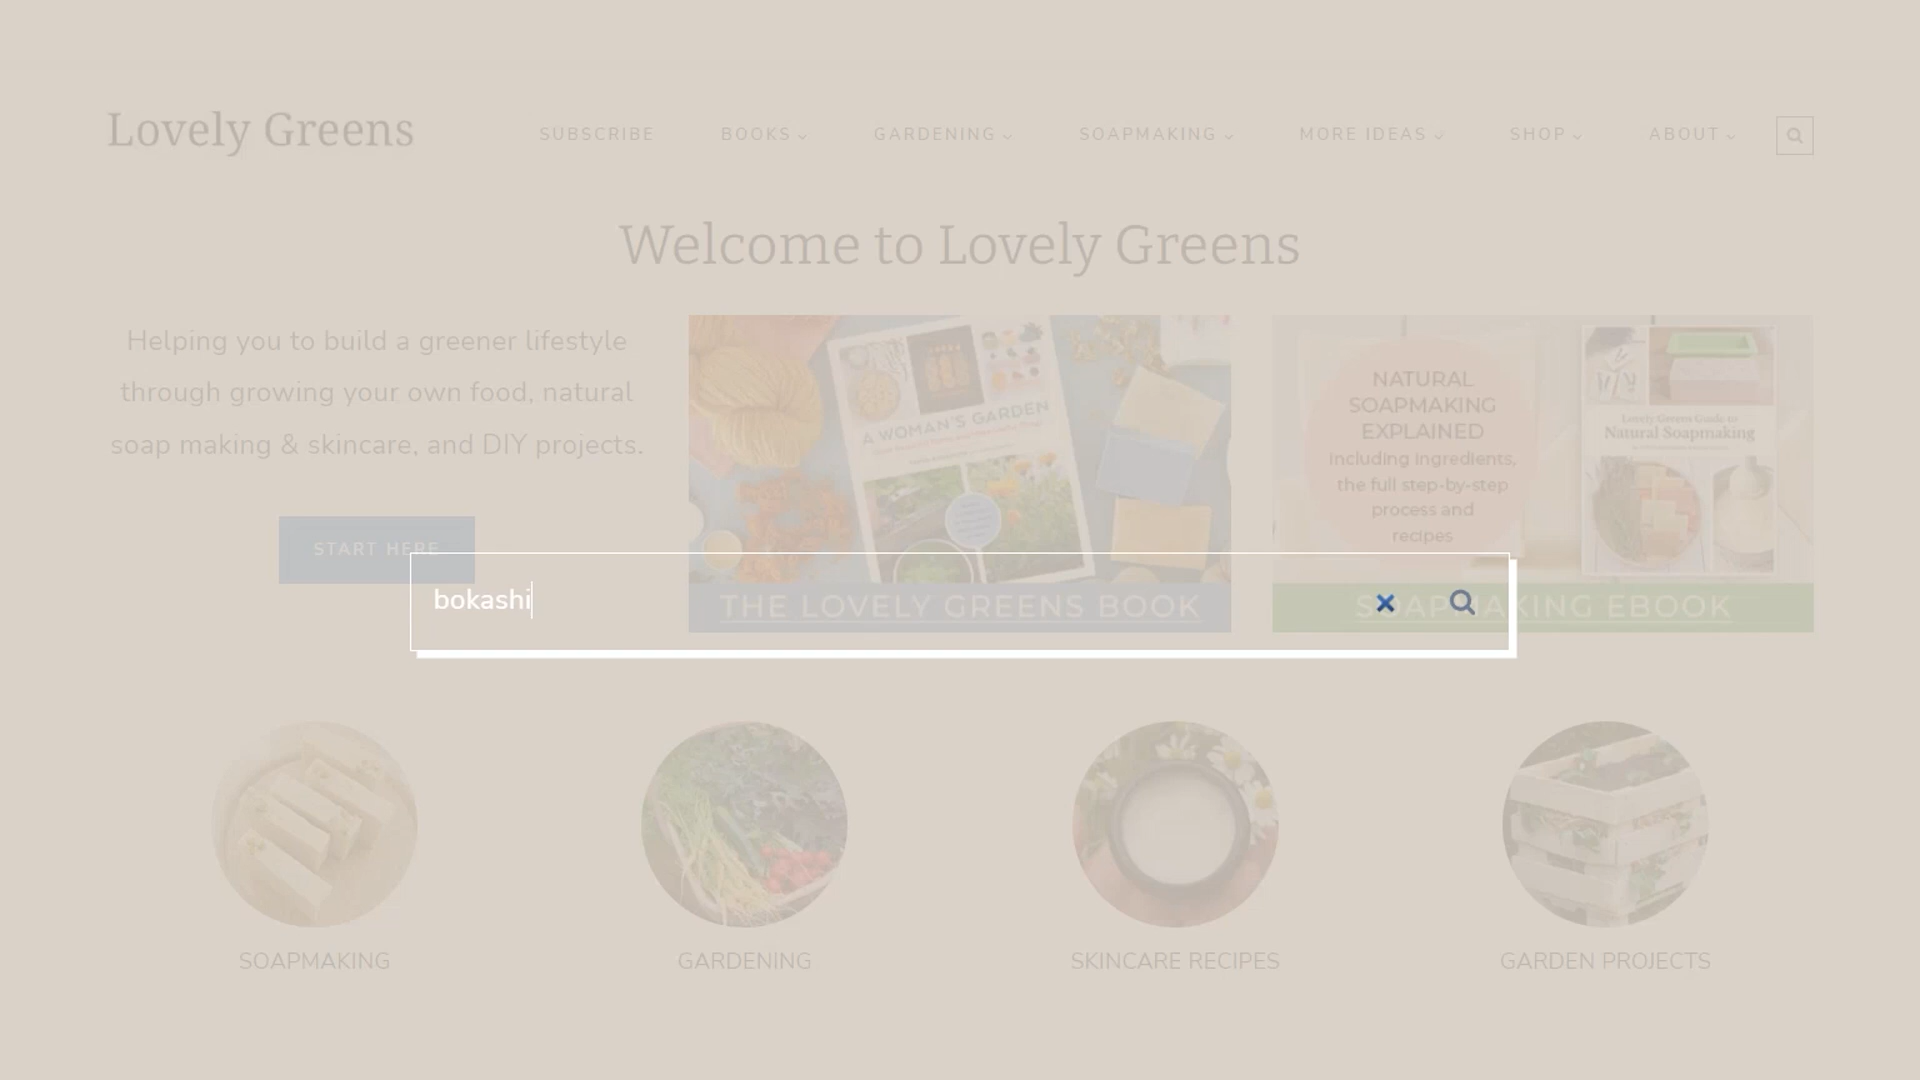 Lovely Greens
SUBSCRIBE
BOOKS
GARDENING
SOAPMAKING
MORE IDEAS
SHOP
ABOUT
Welcome to Lovely Greens
Helping you to build a greener lifestyle
through growing your own food, natural
soap making & skincare, and DIY projects.
START HERE
A WOMAN'S GARDEN
THE LOVELY GREENS BOOK
NATURAL
SOAPMAKING
EXPLAINED
Including ingredients,
the full step-by-step
process and
recipes
Lovely Greens Guide to
Natural Soapmaking
SOAPMAKING EBOOK
bokashi
SOAPMAKING
GARDENING
SKINCARE RECIPES
GARDEN PROJECTS